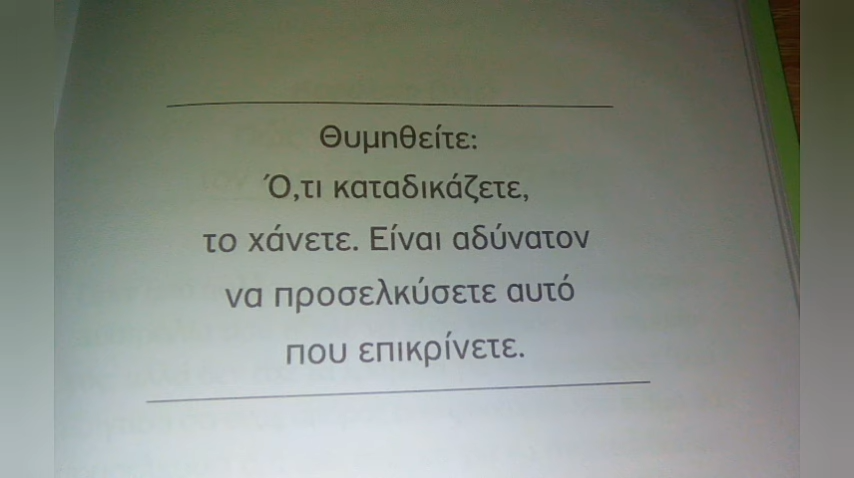 Θυμηθείτε:
Ό,τι καταδικάζετε,
το χάνετε. Είναι αδύνατον
να προσελκύσετε αυτό
που επικρίνετε.